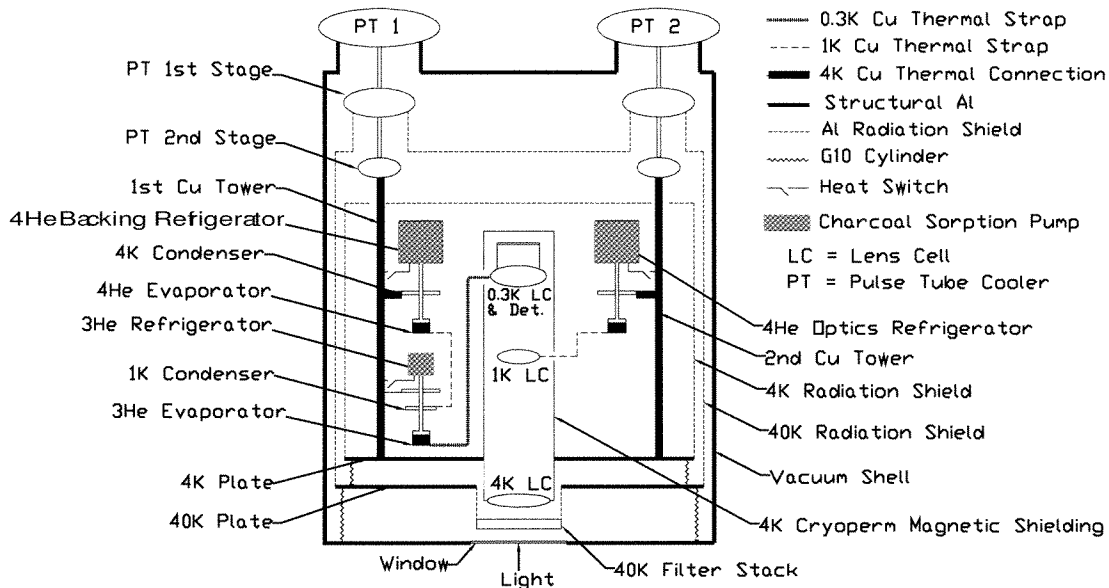 PT 1
PT 2
PT 1st Stage
PT 2nd Stage
1st Cu Tower
4HeBacking Refrigerator
4K Condenser
4He Evaporator
3He Refrigerator
1K Condenser
3He Evaporator
4K Plate
40K Plate
Window
Light
0.3K LC
& Det.
1K LC
4K LC
0.3K Cu Thermal Strap
1K Cu Thermal Strap
4K Cu Thermal Connection
Structural Al
Al Radiation Shield
G10 Cylinder
Heat Switch
Charcoal Sorption Pump
LC = Lens Cell
PT = Pulse Tube Cooler
4He Optics Refrigerator
2nd Cu Tower
4K Radiation Shield
40K Radiation Shield
Vacuum Shell
4K Cryoperm Magnetic Shielding
40K Filter Stack